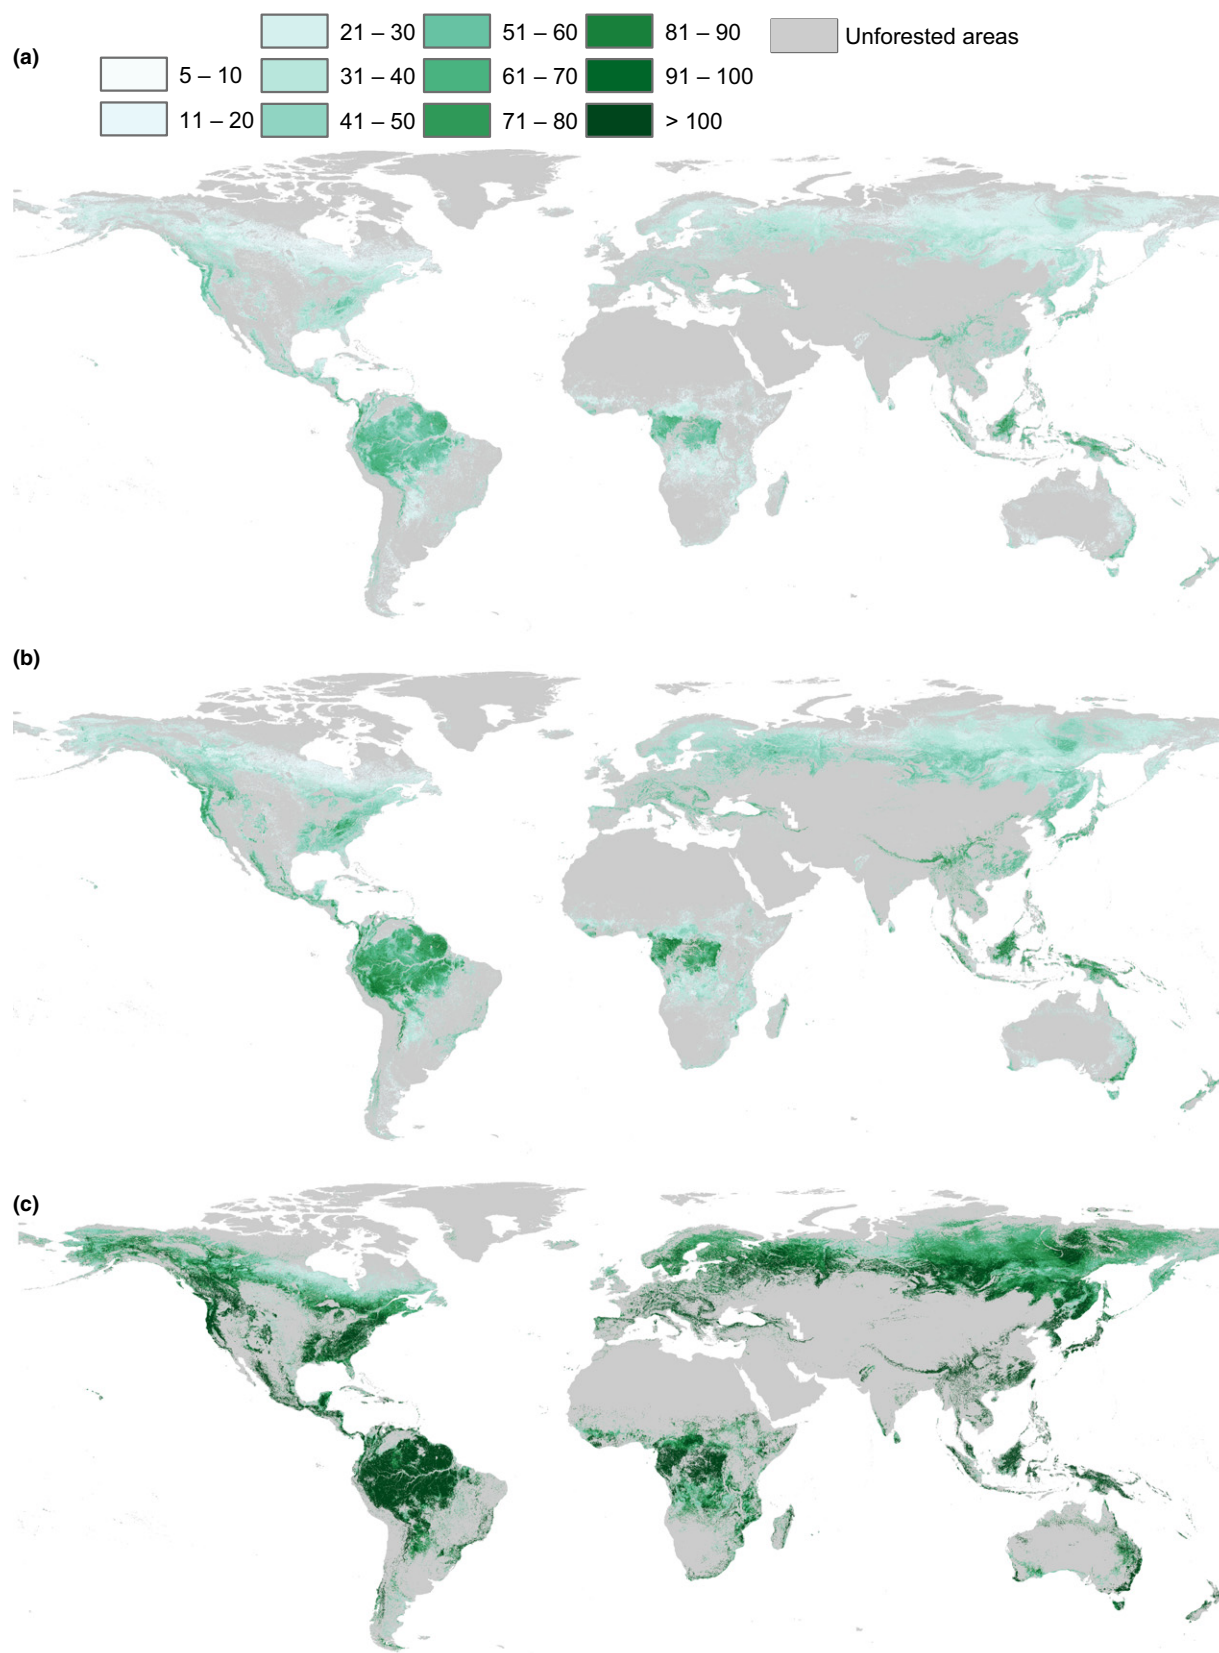 (a)
5 – 10
11 – 20
21 – 30
31 – 40
41 – 50
51 – 60
61 – 70
71 – 80
81 – 90
91 – 100
> 100
Unforested areas
(b)
(c)